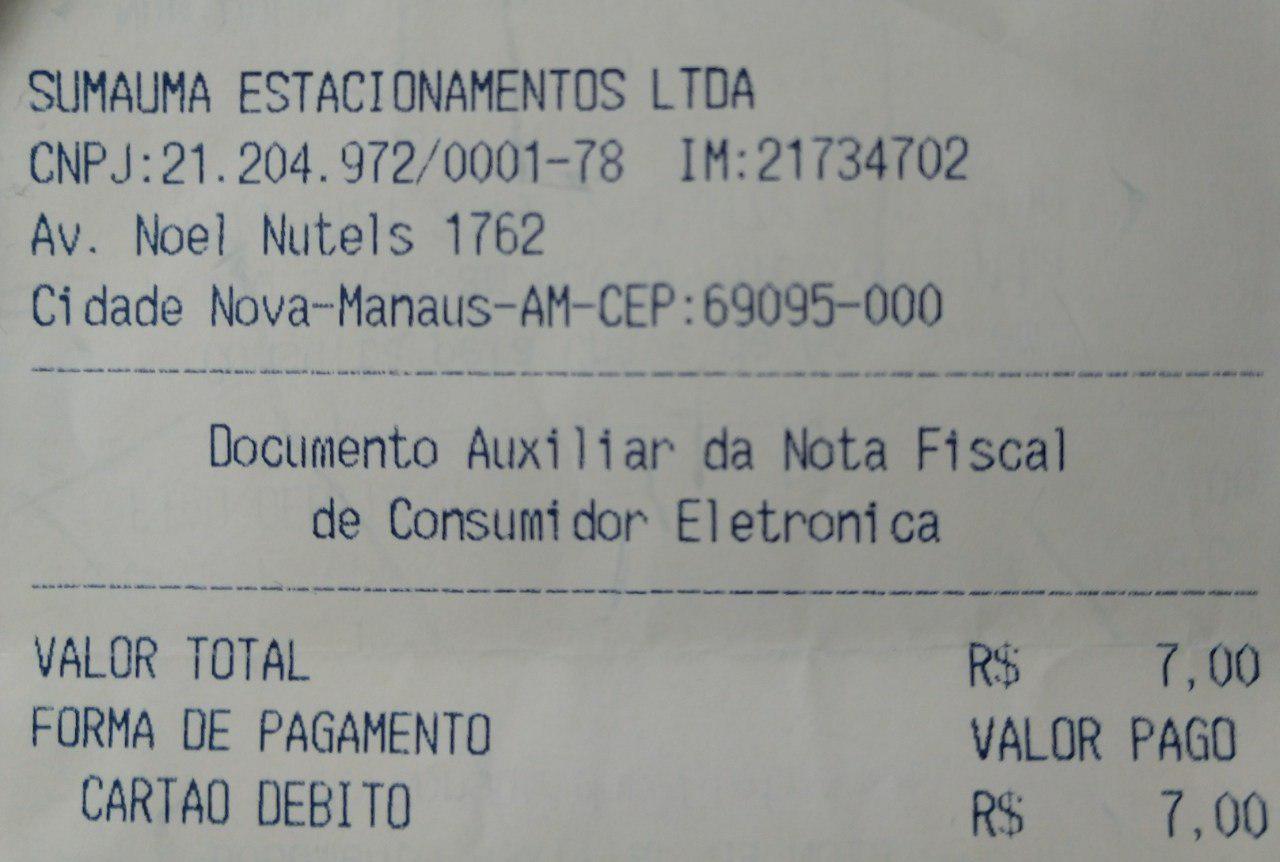 SUMAUMA ESTACIONAMENTOS LTDA
CNPJ:21.204.972/0001-78 IM:21734702
Av. Noel Nutels 1762
Cidade Nova-Manaus-AM-CEP:69095-000
Documento Auxiliar da Nota Fiscal
de Consumidor Eletronica
VALOR TOTAL R$ 7,00
FORMA DE PAGAMENTO VALOR PAGO
CARTAO DEBITO R$ 7,00